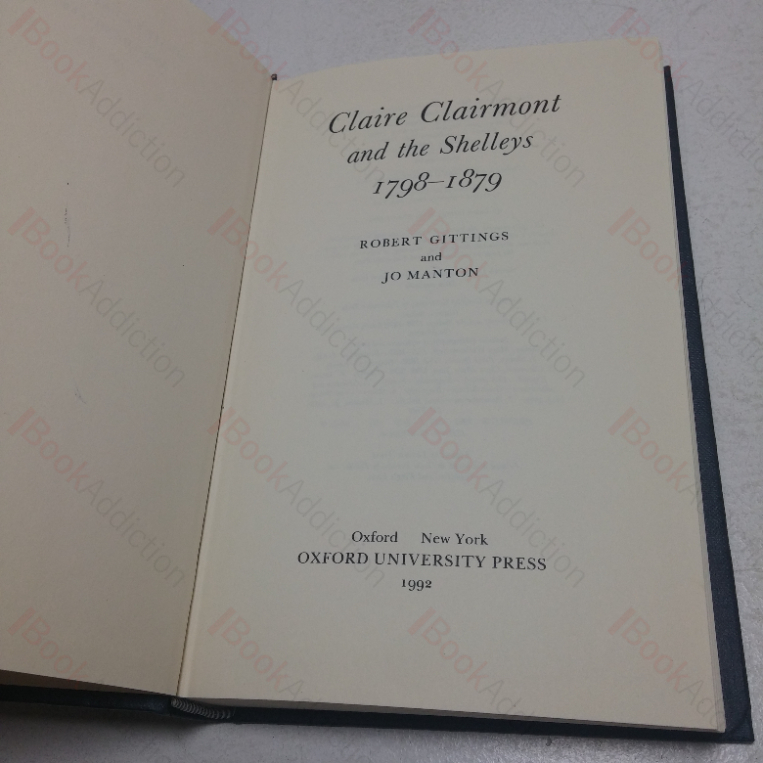 Claire Clairmont
and the Shelleys
1798–1879
ROBERT GITTINGS
and
JO MANTON
Oxford New York
OXFORD UNIVERSITY PRESS
1992
BookAddiction